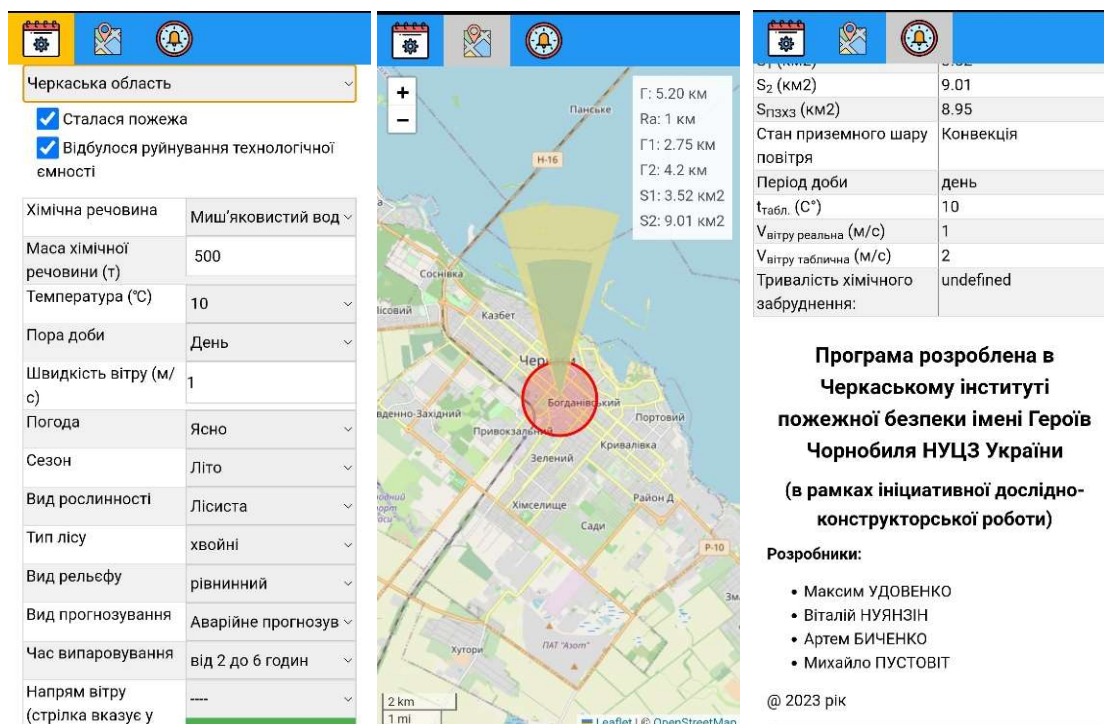 Черкаська область
Сталася пожежа
Відбулося руйнування технологічної
ємності
Хімічна речовина
Миш'яковистий вод
Маса хімічної
речовини (т)
500
Температура (°C)
10
Пора доби
День
Швидкість вітру (м/
с)
1
Погода
Ясно
Сезон
Літо
Вид рослинності
Лісиста
Тип лісу
хвойні
Вид рельєфу
рівнинний
Вид прогнозування
Аварійне прогнозув
Час випаровування
від 2 до 6 годин
Напрям вітру
(стрілка вказує у
----
+
−
Г: 5.20 км
Ra: 1 км
Г1: 2.75 км
Г2: 4.2 км
S1: 3.52 км2
S2: 9.01 км2
Панське
Н-16
Соснівка
Казбет
Богданівський
Портовий
Привокзальний
Кривалівка
Зелений
Хімселище
Район Д
Сади
Р-10
ПАТ "Азот"
Хутори
2 km
1 mi
Leaflet | © OpenStreetMap
S₂ (км2)
9.01
Sпзхз (км2)
8.95
Стан приземного шару
повітря
Конвекція
Період доби
день
tтабл. (C°)
10
Vвітру реальна (м/с)
1
Vвітру таблична (м/с)
2
Тривалість хімічного
забруднення:
undefined
Програма розроблена в
Черкаському інституті
пожежної безпеки імені Героїв
Чорнобиля НУЦЗ України
(в рамках ініциативної дослідно-
конструкторської роботи)
Розробники:
• Максим УДОВЕНКО
• Віталій НУЯНЗІН
• Артем БИЧЕНКО
• Михайло ПУСТОВІТ
@ 2023 рік